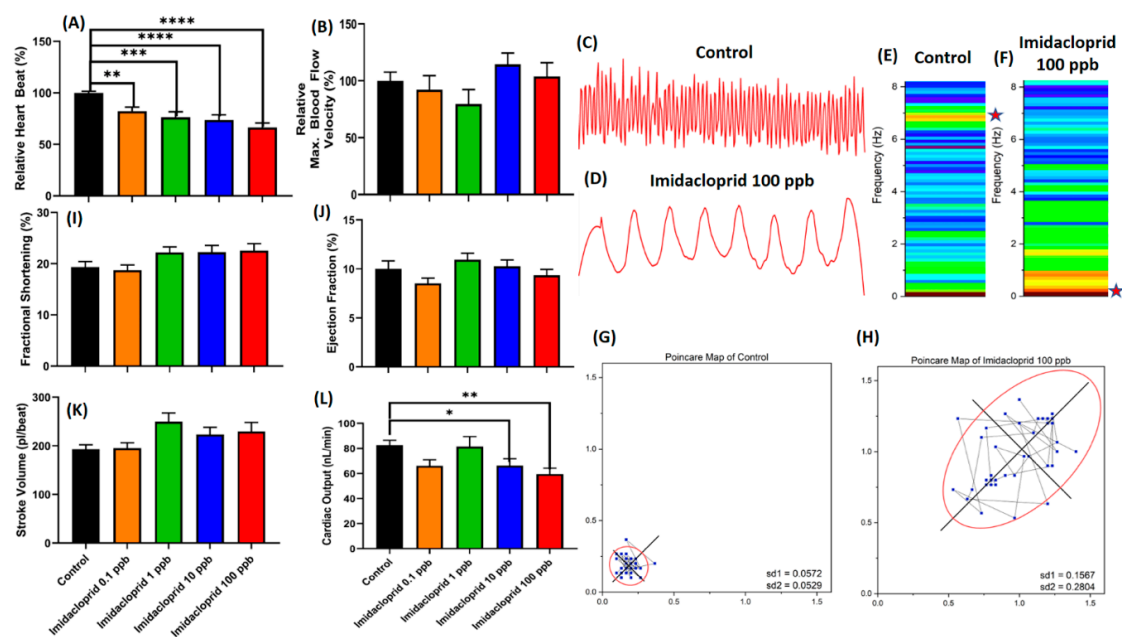 (A)
****
****
***
**
Relative Heart Beat (%)
150
100
50
0
(B)
Relative
Max. Blood Flow
Velocity (%)
150
100
50
0
(C)
Control
(D)
Imidacloprid 100 ppb
(E)
Control
Frequency (Hz)
8
6
4
2
0
(F)
Imidacloprid
100 ppb
Frequency (Hz)
8
6
4
2
0
(I)
Fractional Shortening (%)
30
20
10
0
(J)
Ejection Fraction (%)
15
10
5
0
(K)
Stroke Volume (pl/beat)
300
200
100
0
Control
Imidacloprid 0.1 ppb
Imidacloprid 1 ppb
Imidacloprid 10 ppb
Imidacloprid 100 ppb
(L)
**
*
Cardiac Output (nL/min)
100
80
60
40
20
0
Control
Imidacloprid 0.1 ppb
Imidacloprid 1 ppb
Imidacloprid 10 ppb
Imidacloprid 100 ppb
(G)
Poincare Map of Control
1.5
1.0
0.5
0.0
0.0 0.5 1.0 1.5
sd1 = 0.0572
sd2 = 0.0529
(H)
Poincare Map of Imidacloprid 100 ppb
1.5
1.0
0.5
0.0
0.0 0.5 1.0 1.5
sd1 = 0.1567
sd2 = 0.2804